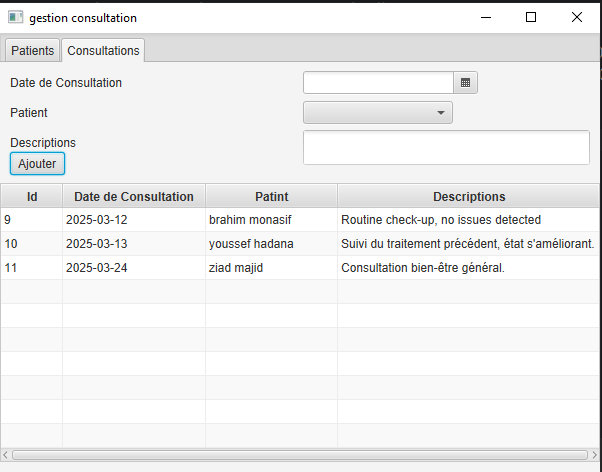 gestion consultation
Patients Consultations
Date de Consultation
Patient
Descriptions
Ajouter
Id Date de Consultation Patint Descriptions
9 2025-03-12 brahim monasif Routine check-up, no issues detected
10 2025-03-13 youssef hadana Suivi du traitement précédent, état s'améliorant.
11 2025-03-24 ziad majid Consultation bien-être général.